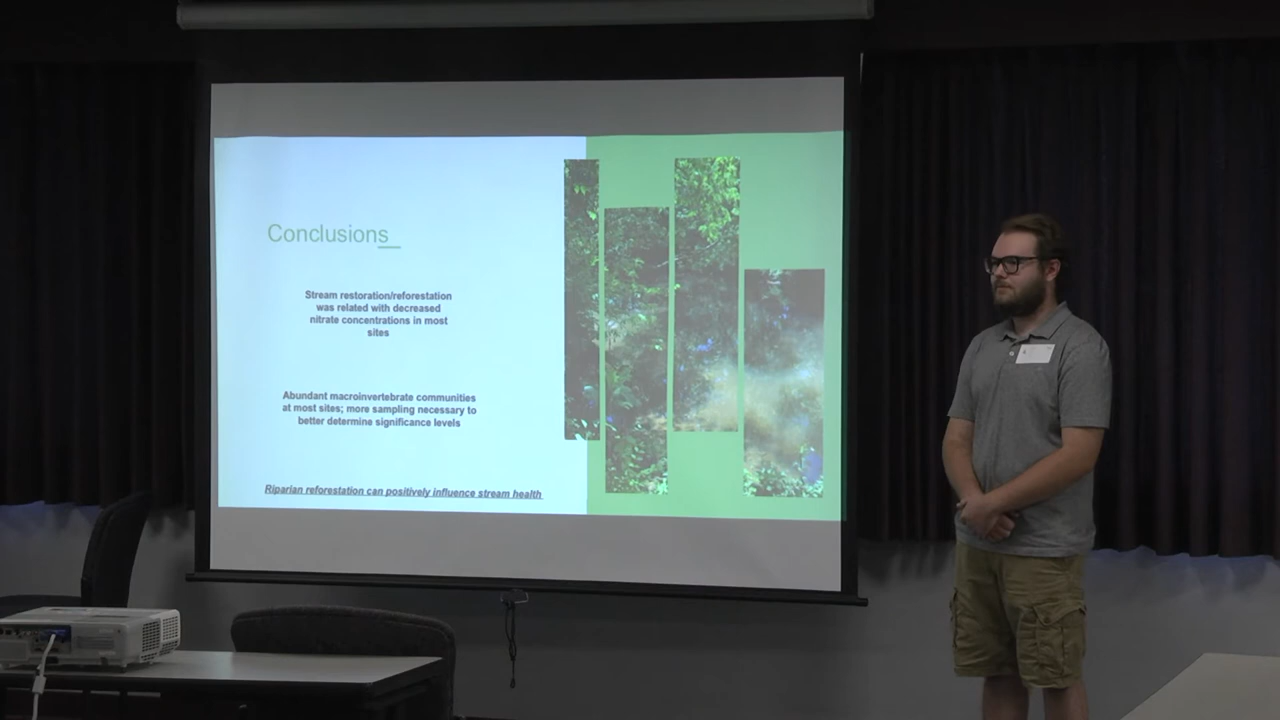 Conclusions
Stream restoration/reforestation
was related with decreased
nitrate concentrations in most
sites
Abundant macroinvertebrate communities
at most sites; more sampling necessary to
better determine significance levels
Riparian reforestation can positively influence stream health